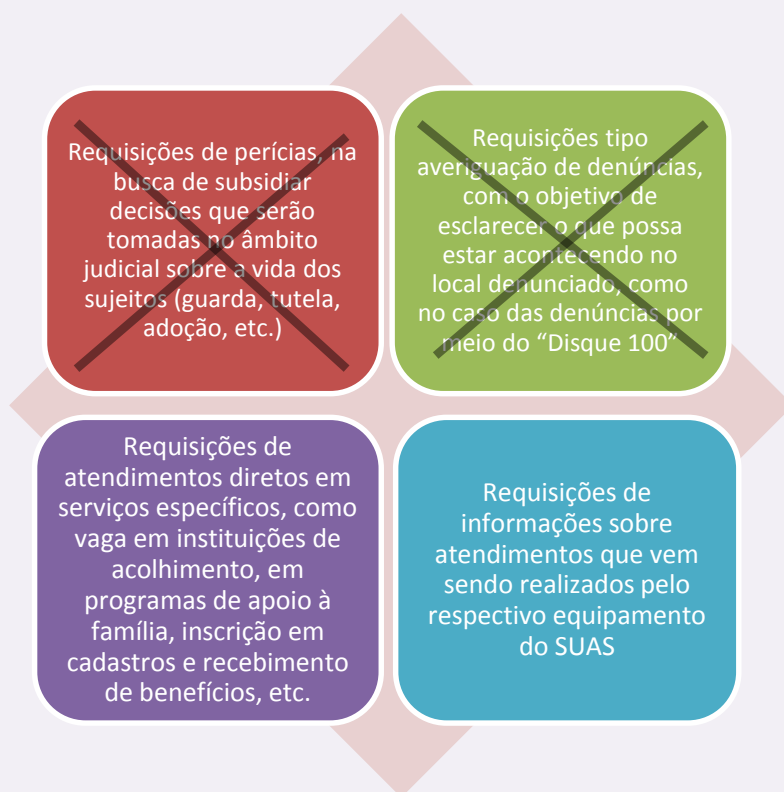 Requisições de perícias, na
busca de subsidiar
decisões que serão
tomadas no âmbito
judicial sobre a vida dos
sujeitos (guarda, tutela,
adoção, etc.)
Requisições tipo
averiguação de denúncias,
com o objetivo de
esclarecer o que possa
estar acontecendo no
local denunciado, como
no caso das denúncias por
meio do “Disque 100”
Requisições de
atendimentos diretos em
serviços específicos, como
vaga em instituições de
acolhimento, em
programas de apoio à
família, inscrição em
cadastros e recebimento
de benefícios, etc.
Requisições de
informações sobre
atendimentos que vem
sendo realizados pelo
respectivo equipamento
do SUAS